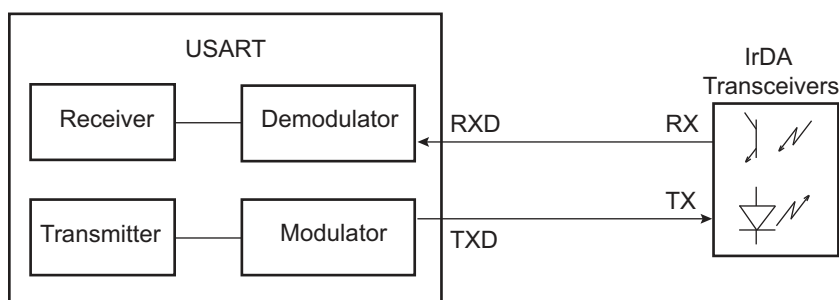 USART
IrDA
Transceivers
Receiver
Demodulator
RXD
RX
Transmitter
Modulator
TX
TXD